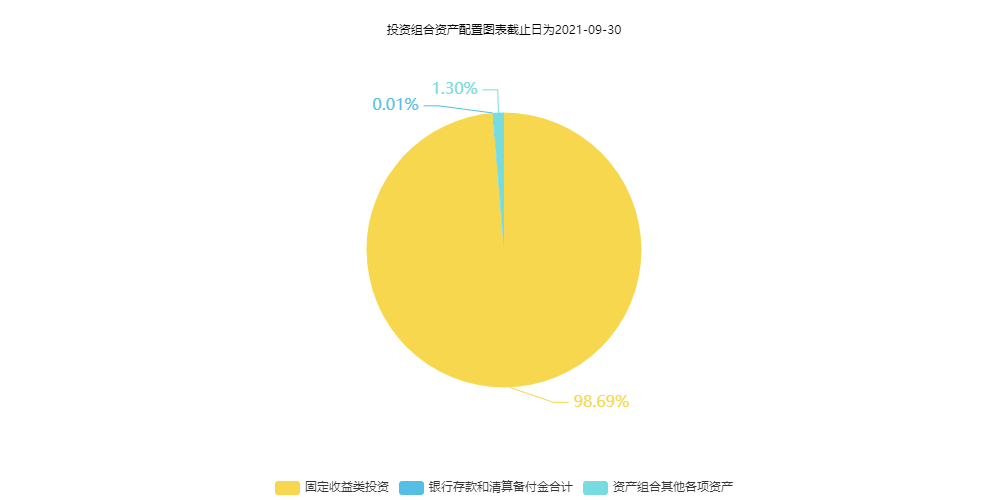 投资组合资产配置图表截止日为2021-09-30
1.30%
0.01%
98.69%
固定收益类投资 银行存款和清算备付金合计 资产组合其他各项资产